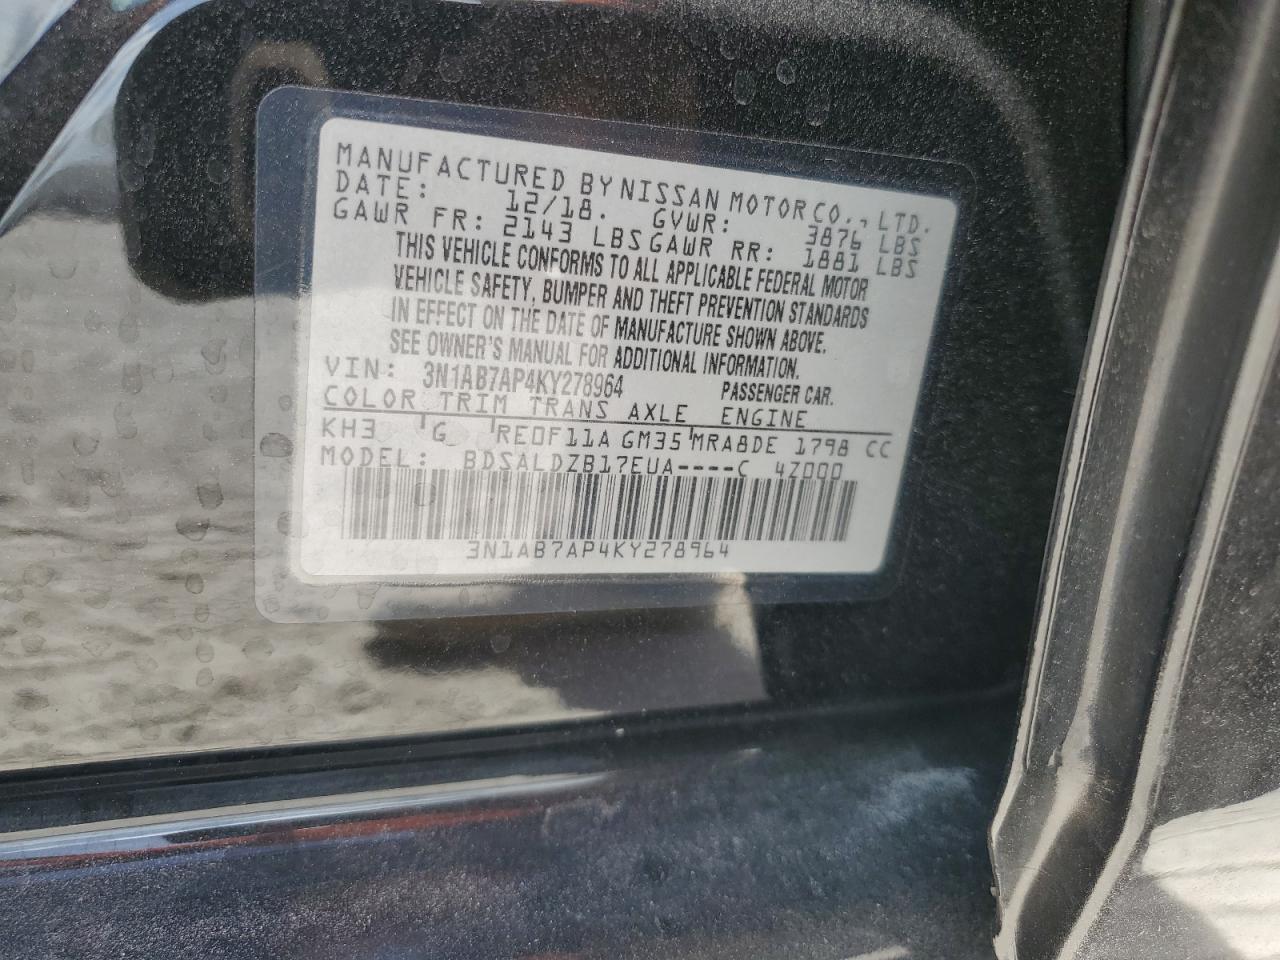 MANUFACTURED BY NISSAN MOTOR CO., LTD.
DATE: 12/18. GVWR: 3876 LBS
GAWR FR: 2143 LBS GAWR RR: 1881 LBS
THIS VEHICLE CONFORMS TO ALL APPLICABLE FEDERAL MOTOR
VEHICLE SAFETY, BUMPER AND THEFT PREVENTION STANDARDS
IN EFFECT ON THE DATE OF MANUFACTURE SHOWN ABOVE.
SEE OWNER'S MANUAL FOR ADDITIONAL INFORMATION.
VIN: 3N1AB7AP4KY278964 PASSENGER CAR.
COLOR TRIM TRANS AXLE ENGINE
KH3 G RE0F11A GM35 MRA8DE 1798 CC
MODEL: BDSALDZB17EUA----C 4Z000
3N1AB7AP4KY278964